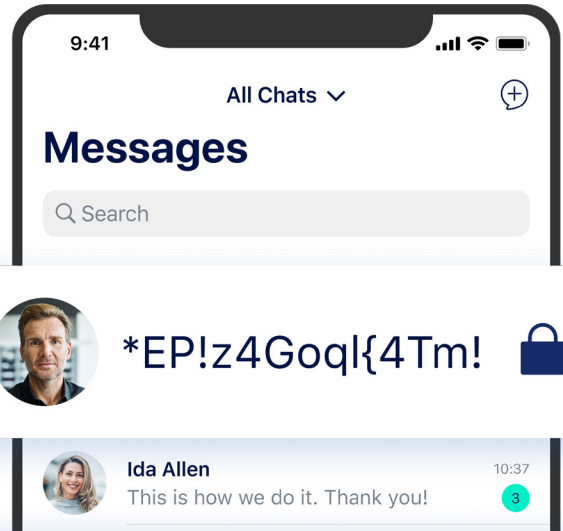 9:41
All Chats
Messages
Search
*EP!z4Goql{4Tm!
Ida Allen
10:37
This is how we do it. Thank you!
3